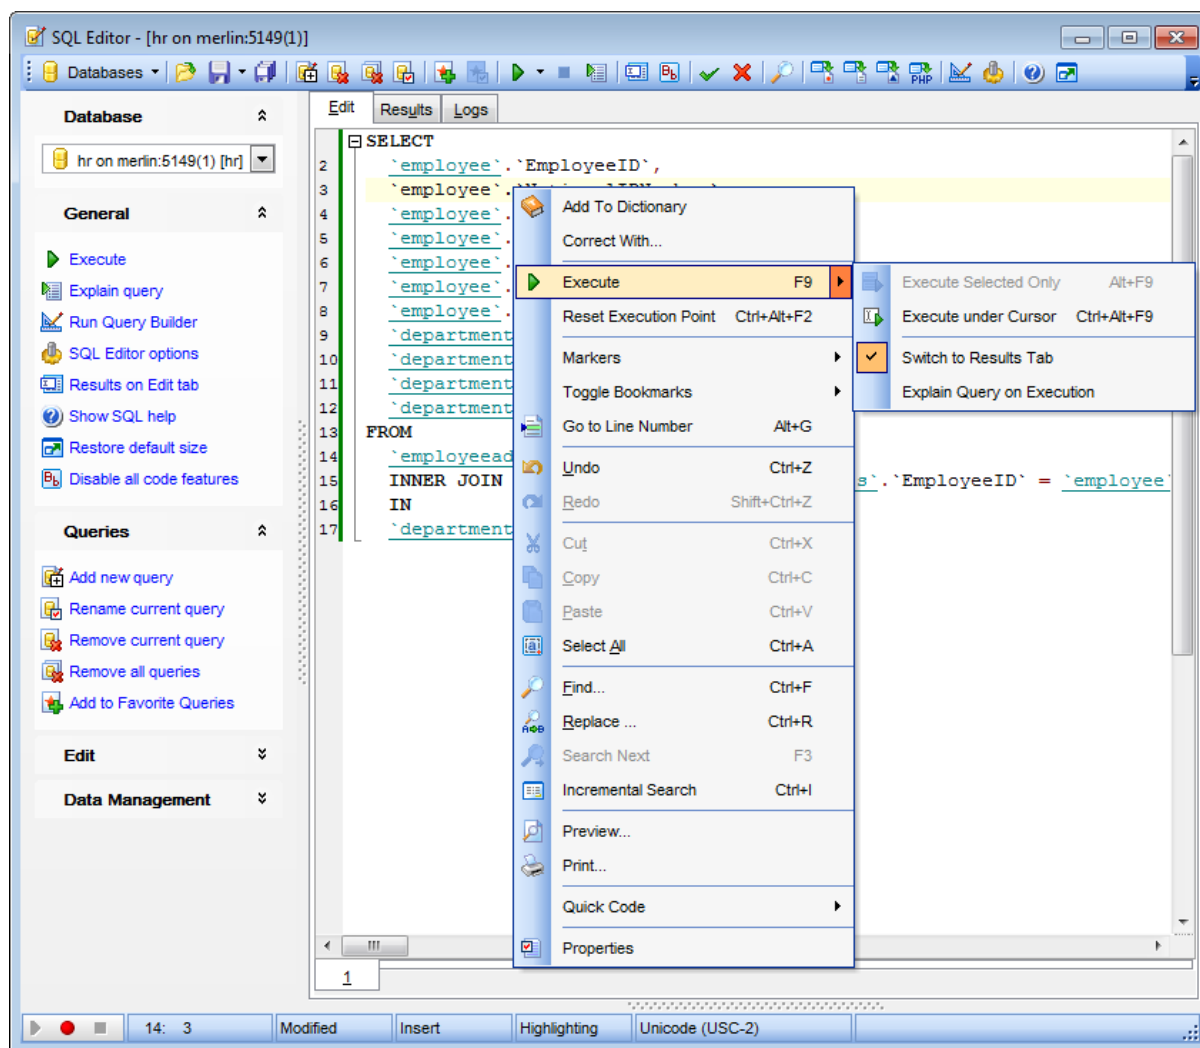 SQL Editor - [hr on merlin:5149(1)]
Databases
PHP
Database
hr on merlin:5149(1) [hr]
General
Execute
Explain query
Run Query Builder
SQL Editor options
Results on Edit tab
Show SQL help
Restore default size
Disable all code features
Queries
Add new query
Rename current query
Remove current query
Remove all queries
Add to Favorite Queries
Edit
Data Management
Edit Results Logs
SELECT
2 `employee`.`EmployeeID`,
3 `employee`.
4 `employee`.
5 `employee`.
6 `employee`.
7 `employee`.
8 `employee`.
9 `department
10 `department
11 `department
12 `department
13 FROM
14 `employeead
15 INNER JOIN s`.`EmployeeID` = `employee`
16 IN
17 `department
Add To Dictionary
Correct With...
Execute F9
Reset Execution Point Ctrl+Alt+F2
Markers
Toggle Bookmarks
Go to Line Number Alt+G
Undo Ctrl+Z
Redo Shift+Ctrl+Z
Cut Ctrl+X
Copy Ctrl+C
Paste Ctrl+V
Select All Ctrl+A
Find... Ctrl+F
Replace ... Ctrl+R
Search Next F3
Incremental Search Ctrl+I
Preview...
Print...
Quick Code
Properties
Execute Selected Only Alt+F9
Execute under Cursor Ctrl+Alt+F9
Switch to Results Tab
Explain Query on Execution
1
14: 3 Modified Insert Highlighting Unicode (USC-2)